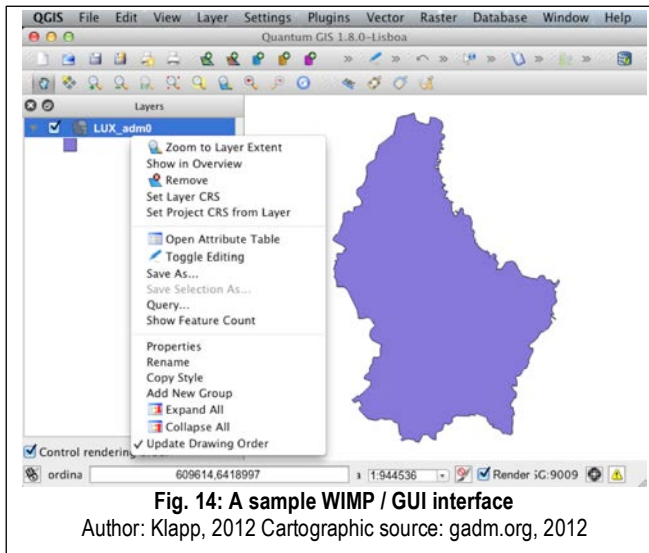 QGIS File Edit View Layer Settings Plugins Vector Raster Database Window Help
Quantum GIS 1.8.0-Lisboa
Layers
LUX_adm0
Zoom to Layer Extent
Show in Overview
Remove
Set Layer CRS
Set Project CRS from Layer
Open Attribute Table
Toggle Editing
Save As...
Save Selection As...
Query...
Show Feature Count
Properties
Rename
Copy Style
Add New Group
Expand All
Collapse All
Update Drawing Order
Control rendering
ordina 609614,6418997 1:944536 Render :G:9009
Fig. 14: A sample WIMP / GUI interface
Author: Klapp, 2012 Cartographic source: gadm.org, 2012